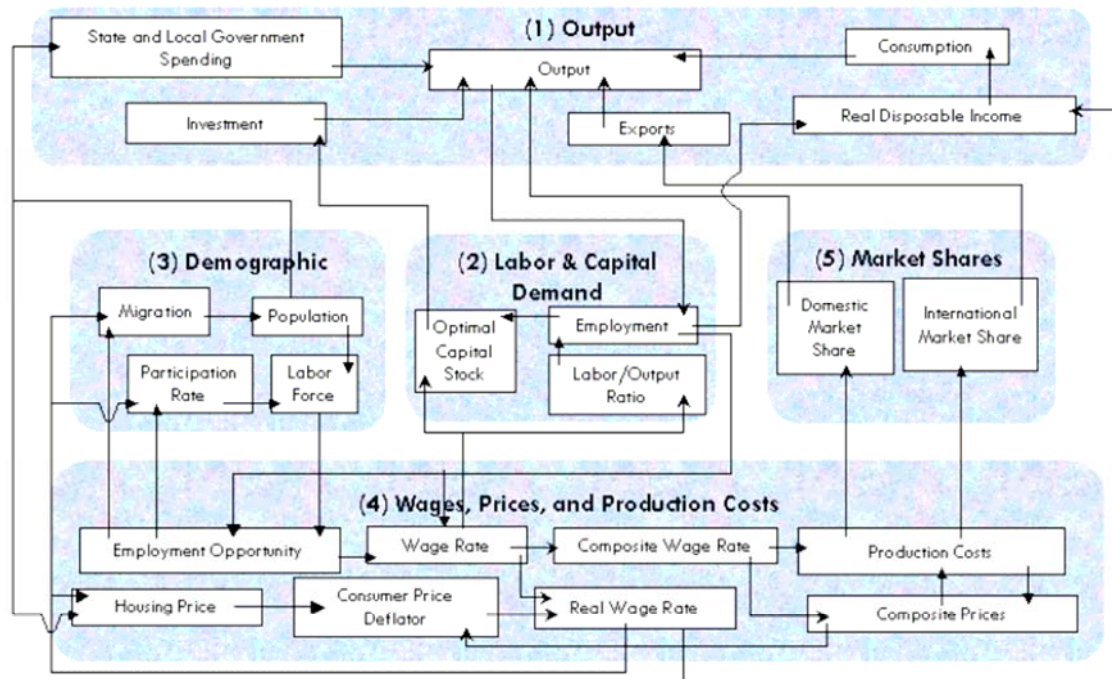 (1) Output
State and Local Government
Spending
Output
Consumption
Investment
Exports
Real Disposable Income
(3) Demographic
Migration
Population
Participation
Rate
Labor
Force
(2) Labor & Capital
Demand
Optimal
Capital
Stock
Employment
Labor/Output
Ratio
(5) Market Shares
Domestic
Market
Share
International
Market Share
(4) Wages, Prices, and Production Costs
Employment Opportunity
Wage Rate
Composite Wage Rate
Production Costs
Housing Price
Consumer Price
Deflator
Real Wage Rate
Composite Prices